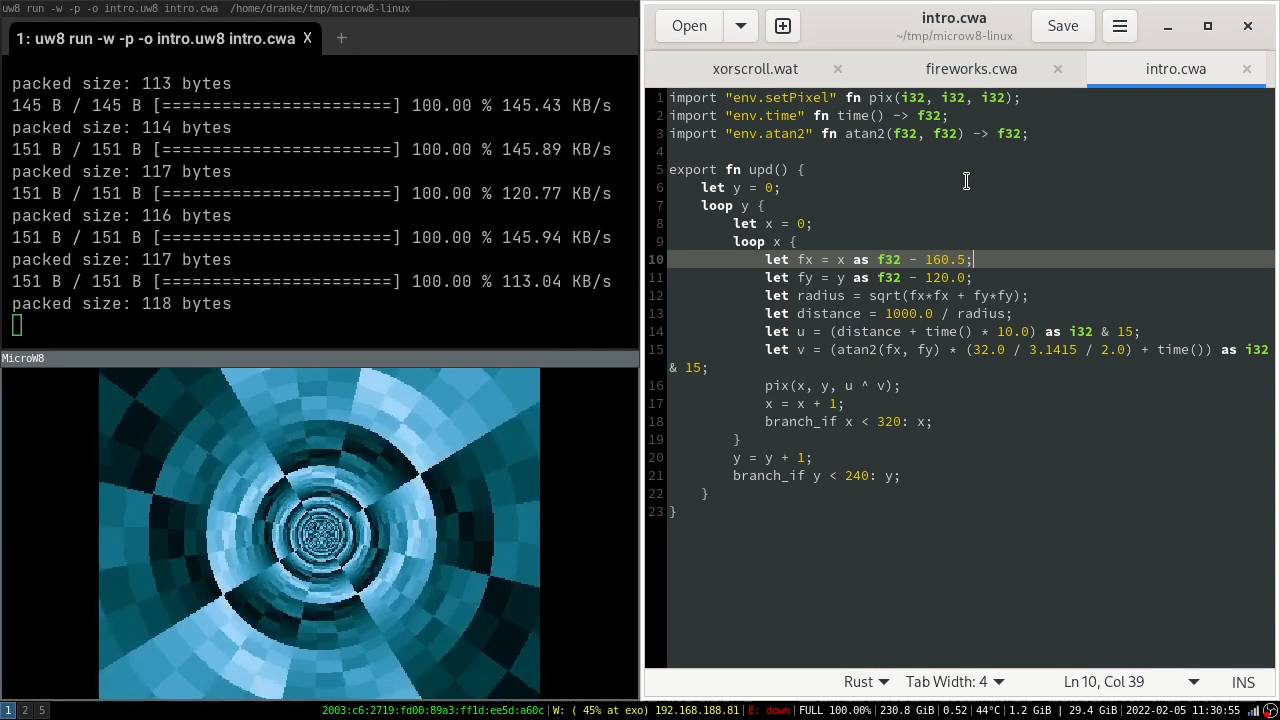 uw8 run -w -p -o intro.uw8 intro.cwa /home/dranke/tmp/microw8-linux
1: uw8 run -w -p -o intro.uw8 intro.cwa X +
packed size: 113 bytes
145 B / 145 B [========================] 100.00 % 145.43 KB/s
packed size: 114 bytes
151 B / 151 B [========================] 100.00 % 145.89 KB/s
packed size: 117 bytes
151 B / 151 B [========================] 100.00 % 120.77 KB/s
packed size: 116 bytes
151 B / 151 B [========================] 100.00 % 145.94 KB/s
packed size: 117 bytes
151 B / 151 B [========================] 100.00 % 113.04 KB/s
packed size: 118 bytes
MicroW8
Open
intro.cwa
~/tmp/microw8-linux
Save
xorscroll.wat × fireworks.cwa × intro.cwa ×
1 import "env.setPixel" fn pix(i32, i32, i32);
2 import "env.time" fn time() -> f32;
3 import "env.atan2" fn atan2(f32, f32) -> f32;
4
5 export fn upd() {
6     let y = 0;
7     loop y {
8         let x = 0;
9         loop x {
10             let fx = x as f32 - 160.5;
11             let fy = y as f32 - 120.0;
12             let radius = sqrt(fx*fx + fy*fy);
13             let distance = 1000.0 / radius;
14             let u = (distance + time() * 10.0) as i32 & 15;
15             let v = (atan2(fx, fy) * (32.0 / 3.1415 / 2.0) + time()) as i32
& 15;
16             pix(x, y, u ^ v);
17             x = x + 1;
18             branch_if x < 320: x;
19         }
20         y = y + 1;
21         branch_if y < 240: y;
22     }
23 }
Rust Tab Width: 4 Ln 10, Col 39 INS
1 2 5 2003:c6:2719:fd00:89a3:ff1d:ee5d:a60c|W: ( 45% at exo) 192.168.188.81|E: down|FULL 100.00%|230.8 GiB|0.52|44°C|1.2 GiB | 29.4 GiB|2022-02-05 11:30:55